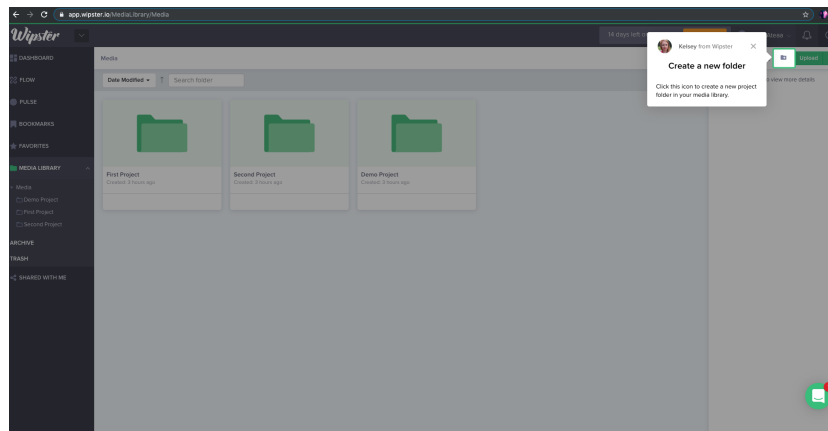 app.wipster.io/MediaLibrary/Media
Wipster
14 days left
DASHBOARD
Media
Kelsey from Wipster
Upload
FLOW
Date Modified
Search folder
Create a new folder
view more details
Click this icon to create a new project
folder in your media library.
PULSE
BOOKMARKS
FAVORITES
MEDIA LIBRARY
First Project
Created: 3 hours ago
Second Project
Created: 3 hours ago
Demo Project
Created: 3 hours ago
Media
Demo Project
First Project
Second Project
ARCHIVE
TRASH
SHARED WITH ME